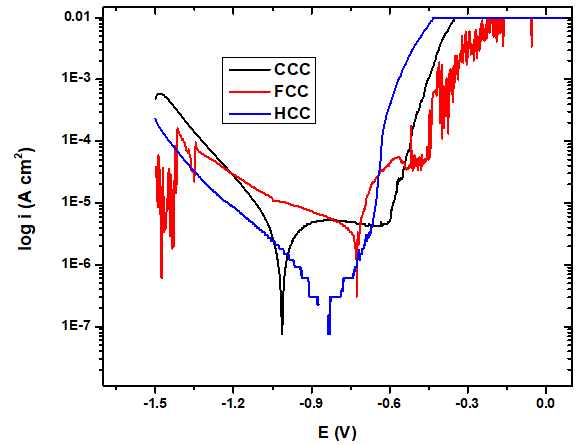 0.01
1E-3
1E-4
1E-5
1E-6
1E-7
log i (A cm²)
CCC
FCC
HCC
-1.5 -1.2 -0.9 -0.6 -0.3 0.0
E (V)